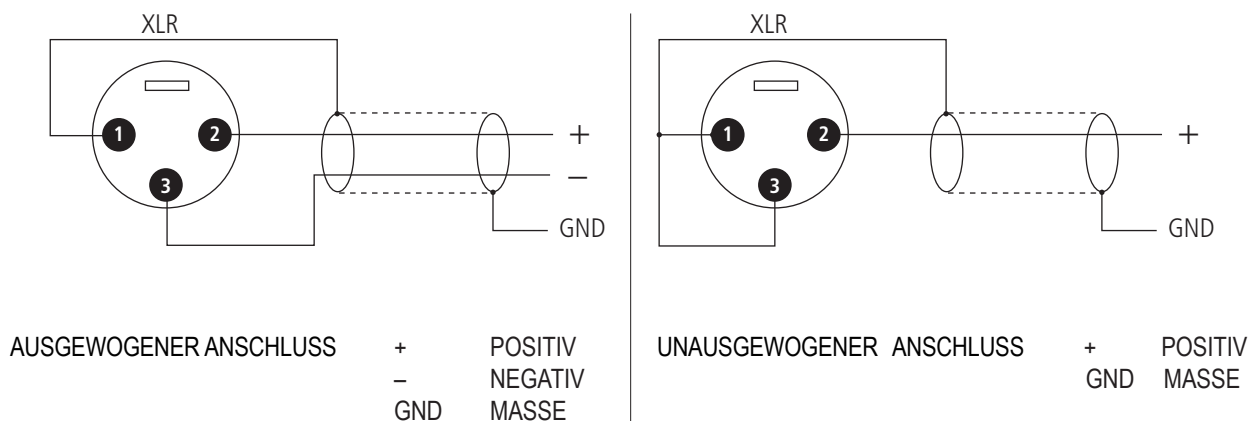 XLR
1
2
3
+
–
GND
AUSGEWOGENER ANSCHLUSS
+ POSITIV
– NEGATIV
GND MASSE
XLR
1
2
3
+
GND
UNAUSGEWOGENER ANSCHLUSS
+ POSITIV
GND MASSE